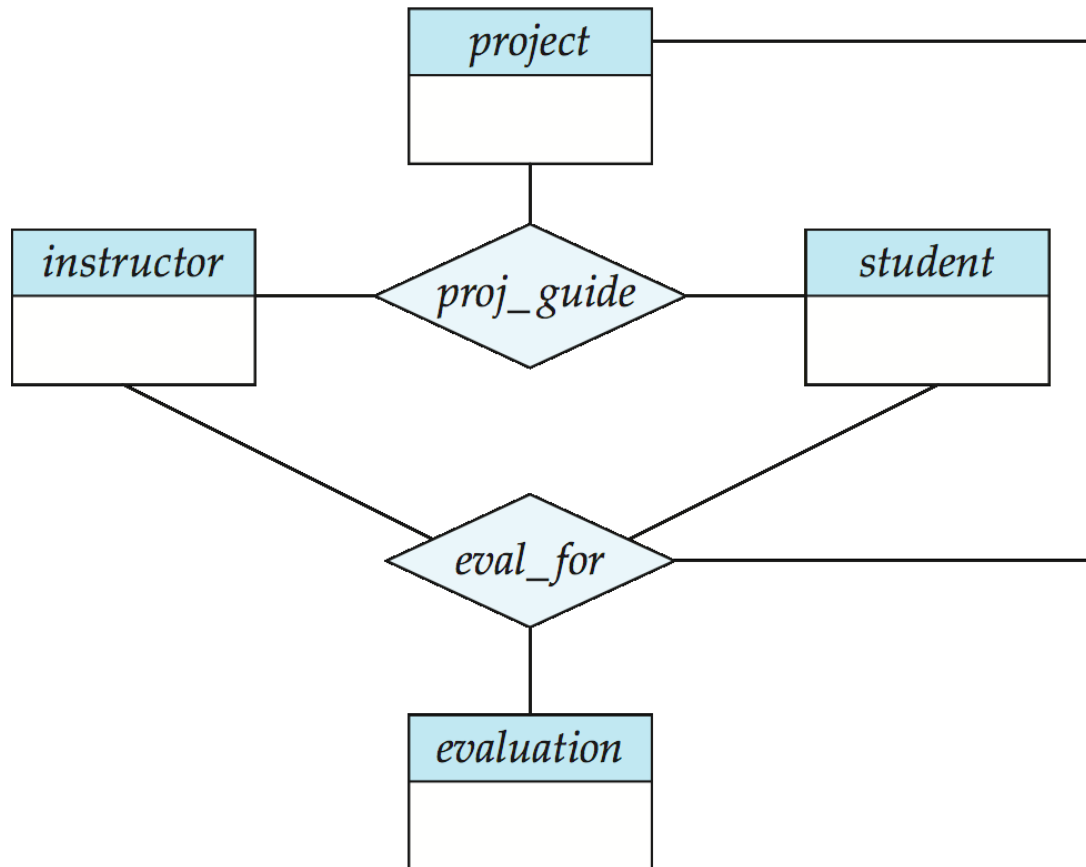 project
instructor
student
proj_guide
eval_for
evaluation